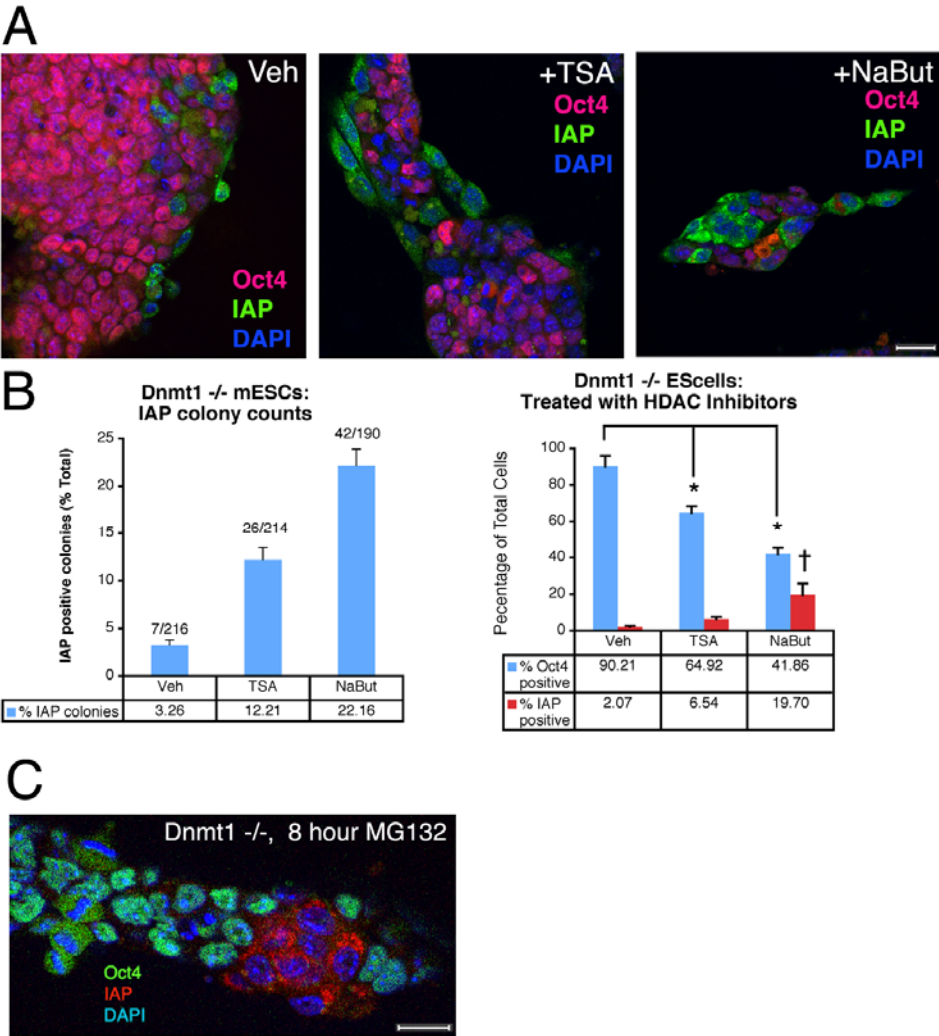 A
Veh
Oct4
IAP
DAPI
+TSA
Oct4
IAP
DAPI
+NaBut
Oct4
IAP
DAPI
B
Dnmt1 -/- mESCs:
IAP colony counts
IAP positive colonies (% Total)
25
20
15
10
5
0
7/216
26/214
42/190
Veh TSA NaBut
% IAP colonies 3.26 12.21 22.16
Dnmt1 -/- EScells:
Treated with HDAC Inhibitors
Pecentage of Total Cells
100
80
60
40
20
0
* * †
Veh TSA NaBut
% Oct4 positive 90.21 64.92 41.86
% IAP positive 2.07 6.54 19.70
C
Dnmt1 -/-, 8 hour MG132
Oct4
IAP
DAPI